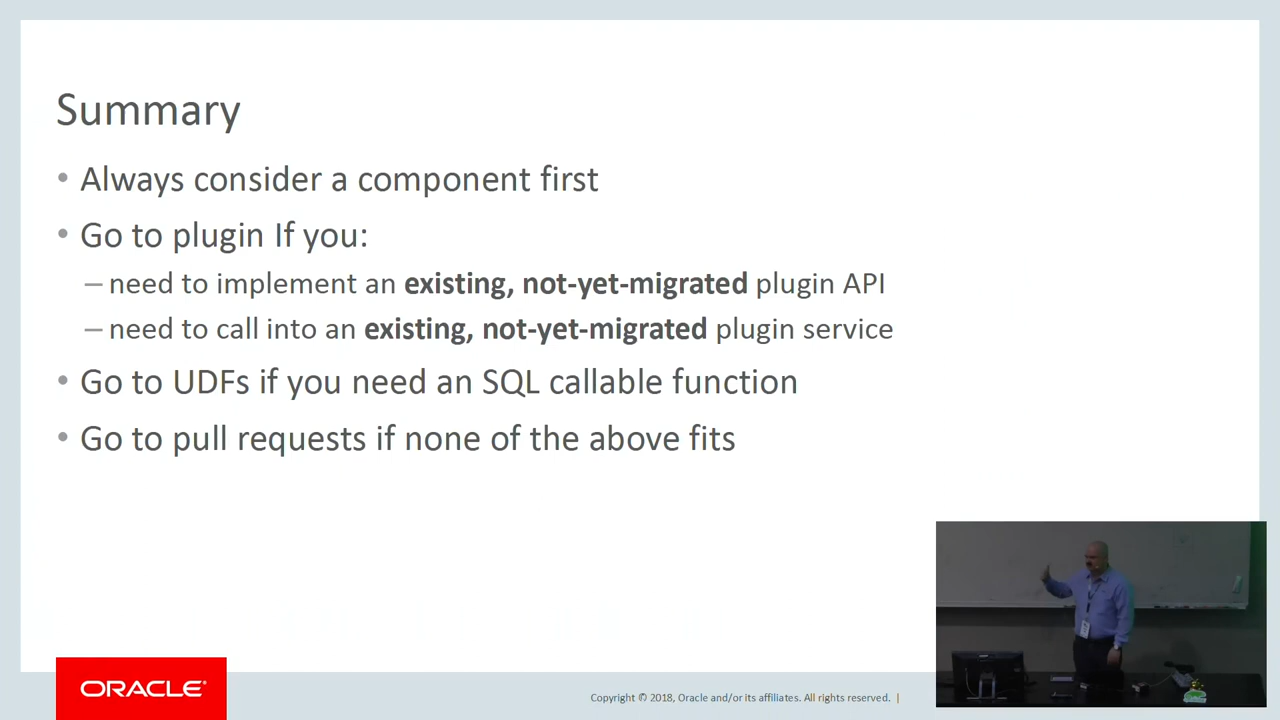 Summary
• Always consider a component first
• Go to plugin If you:
– need to implement an existing, not-yet-migrated plugin API
– need to call into an existing, not-yet-migrated plugin service
• Go to UDFs if you need an SQL callable function
• Go to pull requests if none of the above fits
ORACLE®
Copyright © 2018, Oracle and/or its affiliates. All rights reserved. |